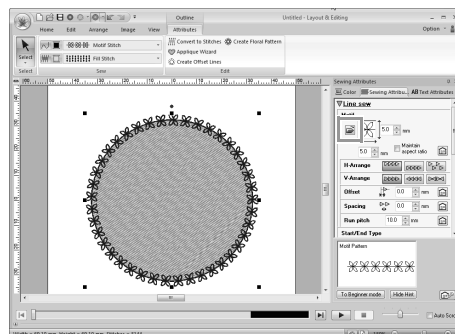 Outline
Untitled - Layout & Editing
Home Edit Arrange Image View Attributes
Option
Select
Motif Stitch
Fill Stitch
Convert to Stitches
Create Floral Pattern
Applique Wizard
Create Offset Lines
Select
Sew
Edit
Sewing Attributes
Color Sewing Attribu... AB Text Attributes
Line sew
5.0 mm
5.0 mm
Maintain aspect ratio
H-Arrange
V-Arrange
Offset 0.0 mm
Spacing 0.0 mm
Run pitch 10.0 mm
Start/End Type
Motif Pattern
To Beginner mode Hide Hint
Auto Scro